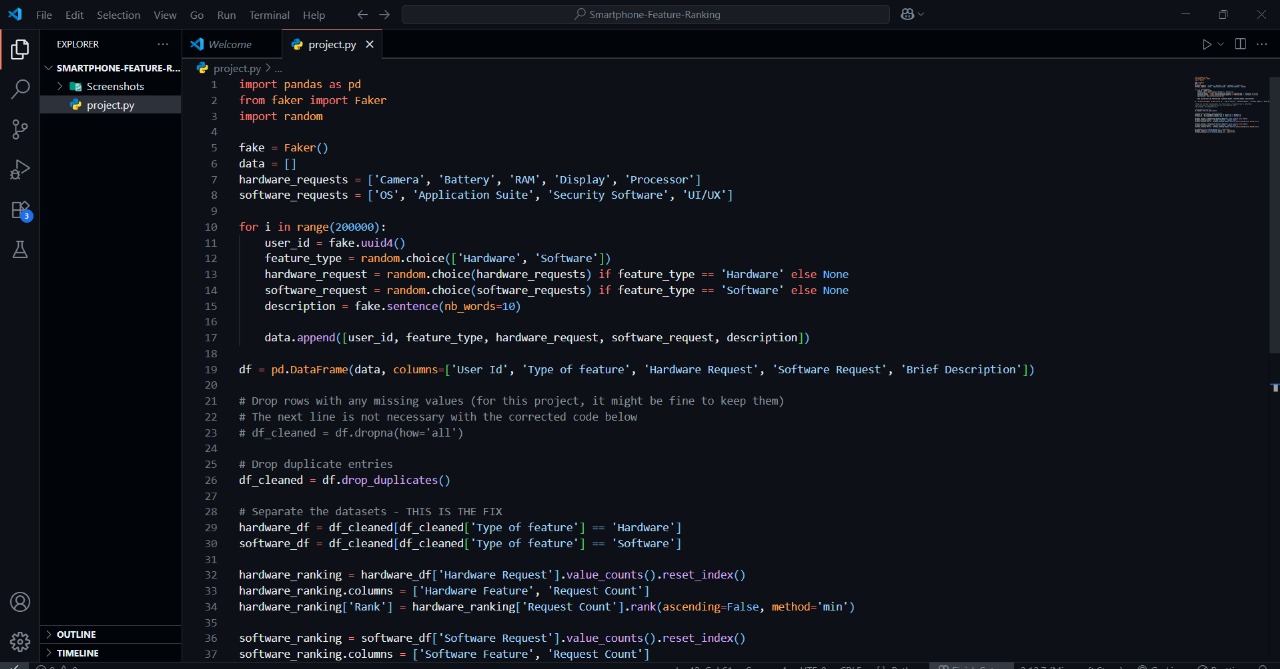 File Edit Selection View Go Run Terminal Help
Smartphone-Feature-Ranking
EXPLORER
Welcome
project.py
SMARTPHONE-FEATURE-R...
Screenshots
project.py
3
project.py > ...
1 import pandas as pd
2 from faker import Faker
3 import random
4
5 fake = Faker()
6 data = []
7 hardware_requests = ['Camera', 'Battery', 'RAM', 'Display', 'Processor']
8 software_requests = ['OS', 'Application Suite', 'Security Software', 'UI/UX']
9
10 for i in range(200000):
11 user_id = fake.uuid4()
12 feature_type = random.choice(['Hardware', 'Software'])
13 hardware_request = random.choice(hardware_requests) if feature_type == 'Hardware' else None
14 software_request = random.choice(software_requests) if feature_type == 'Software' else None
15 description = fake.sentence(nb_words=10)
16
17 data.append([user_id, feature_type, hardware_request, software_request, description])
18
19 df = pd.DataFrame(data, columns=['User Id', 'Type of feature', 'Hardware Request', 'Software Request', 'Brief Description'])
20
21 # Drop rows with any missing values (for this project, it might be fine to keep them)
22 # The next line is not necessary with the corrected code below
23 # df_cleaned = df.dropna(how='all')
24
25 # Drop duplicate entries
26 df_cleaned = df.drop_duplicates()
27
28 # Separate the datasets - THIS IS THE FIX
29 hardware_df = df_cleaned[df_cleaned['Type of feature'] == 'Hardware']
30 software_df = df_cleaned[df_cleaned['Type of feature'] == 'Software']
31
32 hardware_ranking = hardware_df['Hardware Request'].value_counts().reset_index()
33 hardware_ranking.columns = ['Hardware Feature', 'Request Count']
34 hardware_ranking['Rank'] = hardware_ranking['Request Count'].rank(ascending=False, method='min')
35
36 software_ranking = software_df['Software Request'].value_counts().reset_index()
37 software_ranking.columns = ['Software Feature', 'Request Count']
OUTLINE
TIMELINE